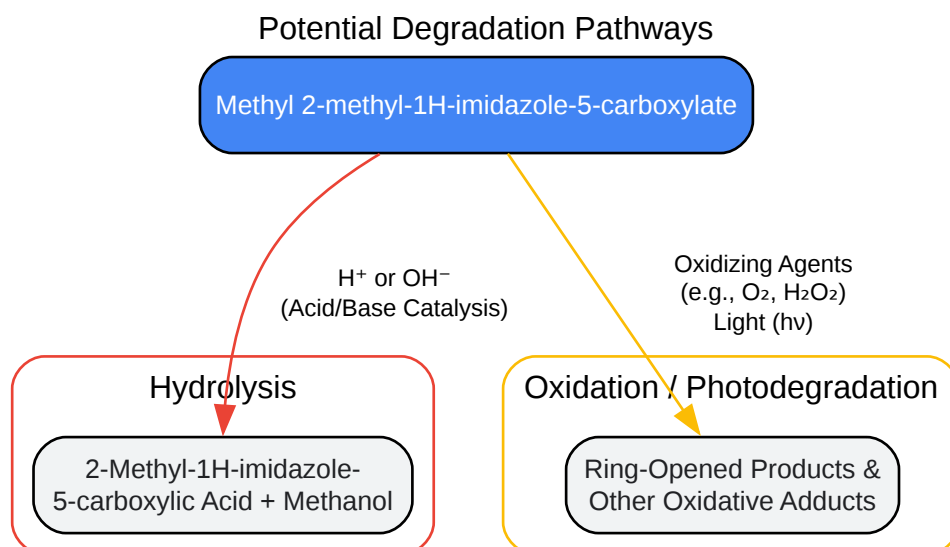 Potential Degradation Pathways
Methyl 2-methyl-1H-imidazole-5-carboxylate
H⁺ or OH⁻
(Acid/Base Catalysis)
Oxidizing Agents
(e.g., O₂, H₂O₂)
Light (hν)
Hydrolysis
2-Methyl-1H-imidazole-
5-carboxylic Acid + Methanol
Oxidation / Photodegradation
Ring-Opened Products &
Other Oxidative Adducts